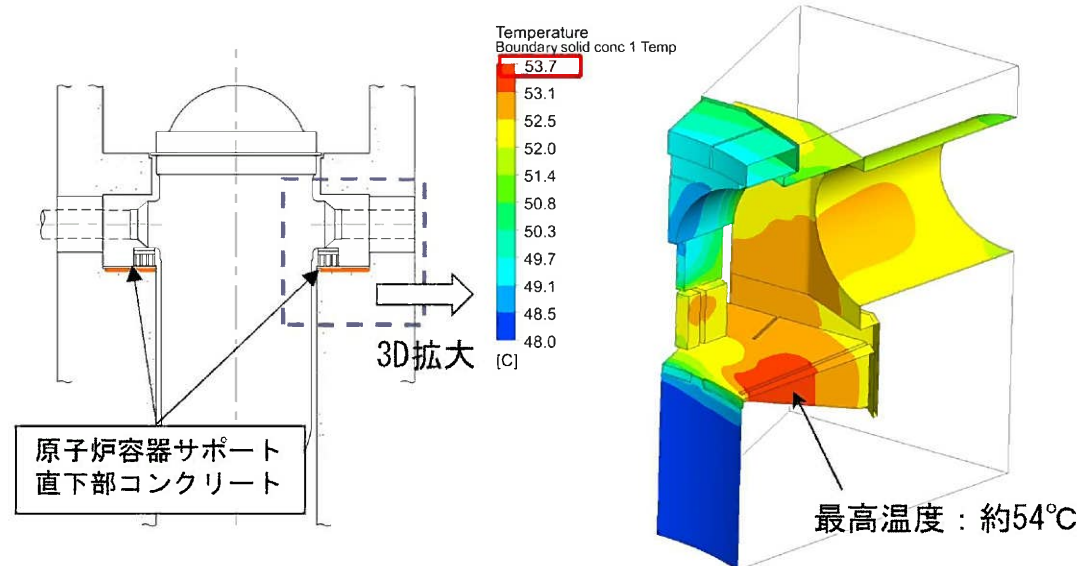 Temperature
Boundary solid conc 1 Temp
53.7
53.1
52.5
52.0
51.4
50.8
50.3
49.7
49.1
48.5
48.0
[C]
3D拡大
原子炉容器サポート
直下部コンクリート
最高温度：約54℃